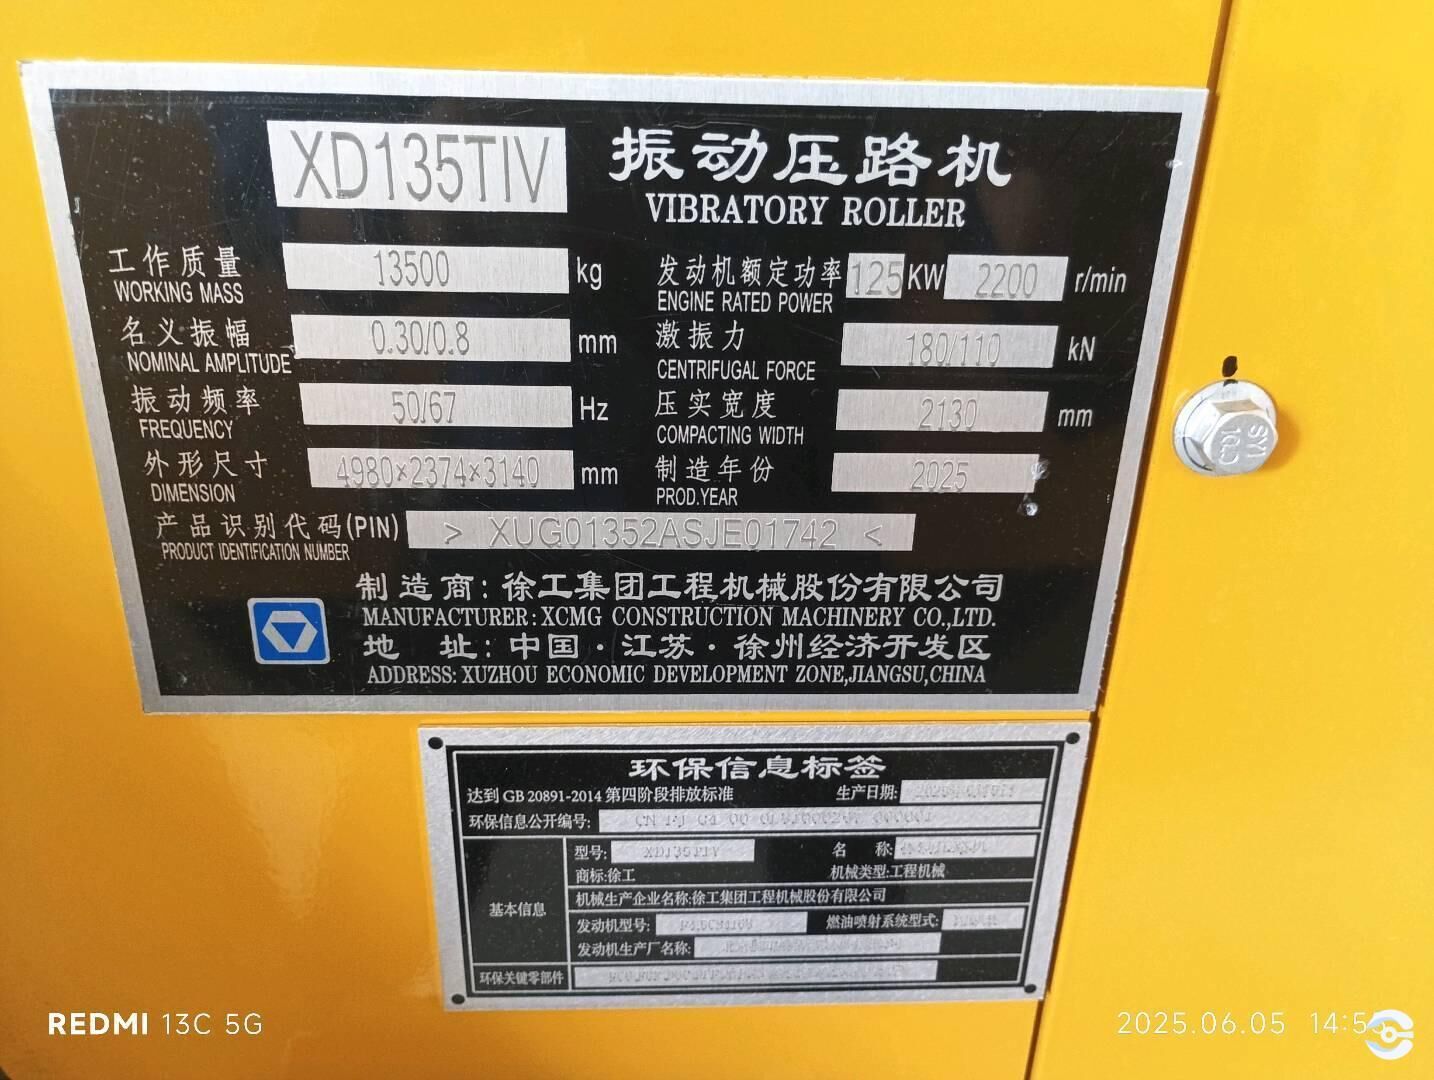 XD135TIV 振动压路机
VIBRATORY ROLLER
工作质量 13500 kg 发动机额定功率 125 KW 2200 r/min
WORKING MASS ENGINE RATED POWER
名义振幅 0.30/0.8 mm 激振力 180/110 kN
NOMINAL AMPLITUDE CENTRIFUGAL FORCE
振动频率 50/67 Hz 压实宽度 2130 mm
FREQUENCY COMPACTING WIDTH
外形尺寸 4980×2374×3140 mm 制造年份 2025
DIMENSION PROD.YEAR
产品识别代码(PIN) > XUG01352ASJE01742 <
PRODUCT IDENTIFICATION NUMBER
制造商:徐工集团工程机械股份有限公司
MANUFACTURER:XCMG CONSTRUCTION MACHINERY CO.,LTD.
地址:中国·江苏·徐州经济开发区
ADDRESS: XUZHOU ECONOMIC DEVELOPMENT ZONE,JIANGSU,CHINA
环保信息标签
达到GB 20891-2014 第四阶段排放标准 生产日期:
环保信息公开编号:
型号: XD135TIV 名称:
商标:徐工 机械类型:工程机械
基本信息 机械生产企业名称:徐工集团工程机械股份有限公司
发动机型号: 燃油喷射系统型式:
发动机生产厂名称:
环保关键零部件
REDMI 13C 5G
2025.06.05